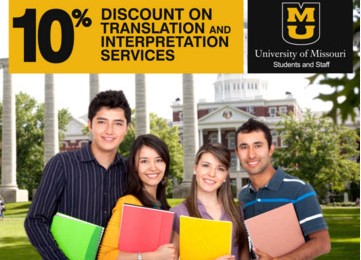 10%
DISCOUNT ON
TRANSLATION AND
INTERPRETATION
SERVICES
MU
University of Missouri
Students and Staff